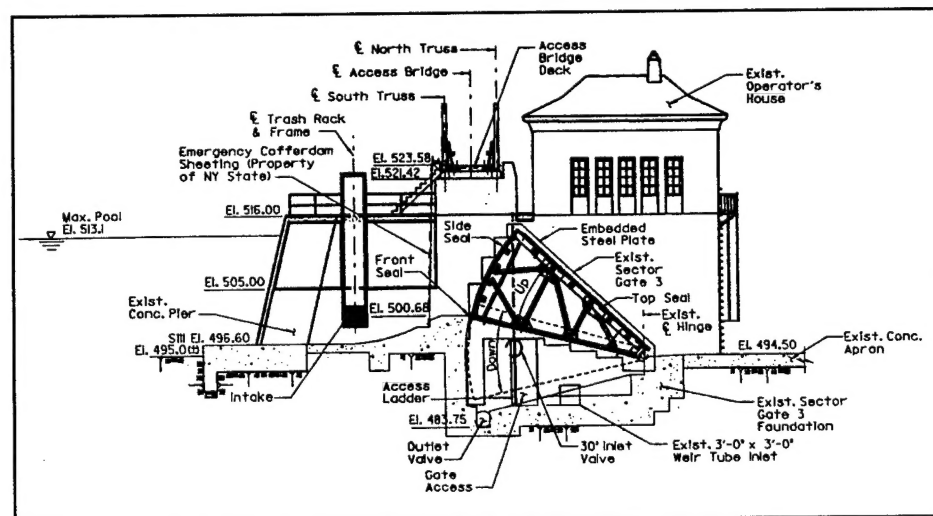 ℄ North Truss
Access
Bridge
Deck
℄ Access Bridge
℄ South Truss
Exist.
Operator's
House
℄ Trash Rack
& Frame
Emergency Cofferdam
Sheeting (Property
of NY State)
El. 523.58
El. 521.42
El. 516.00
Max. Pool
El. 513.1
Side
Seal
Embedded
Steel Plate
Front
Seal
Exist.
Sector
Gate 3
Up
El. 505.00
Top Seal
Exist.
Conc. Pier
El. 500.68
Exist.
℄ Hinge
Sill El. 496.60
El. 495.0(±)
El. 494.50
Exist. Conc.
Apron
Down
Intake
Access
Ladder
El. 483.75
Exist. Sector
Gate 3
Foundation
Outlet
Valve
30" Inlet
Valve
Exist. 3'-0" x 3'-0"
Weir Tube Inlet
Gate
Access